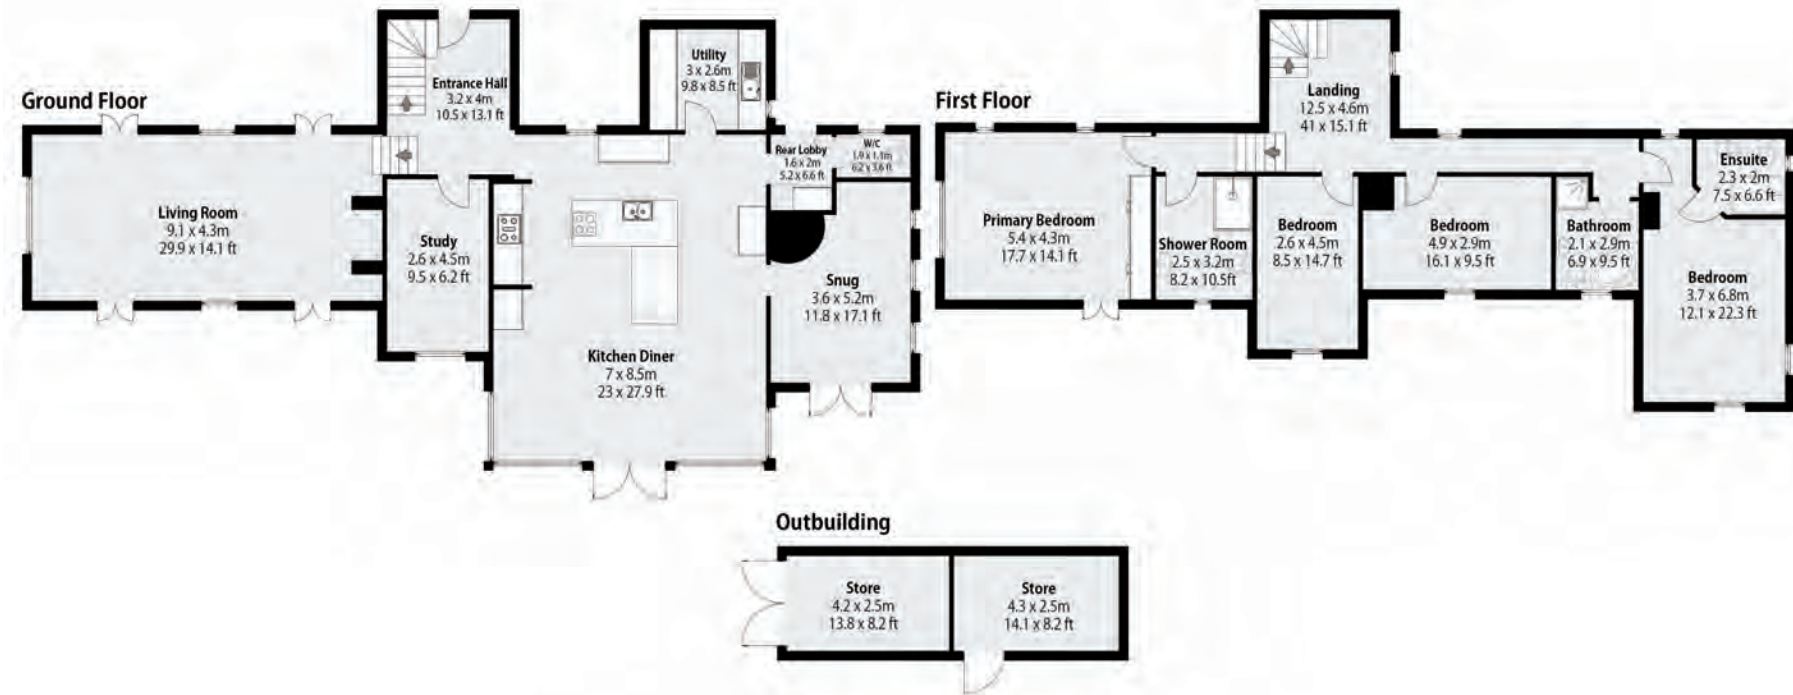 Ground Floor
Entrance Hall
3.2 x 4m
10.5 x 13.1 ft
Utility
3 x 2.6m
9.8 x 8.5 ft
Rear Lobby
1.6 x 2m
5.2 x 6.6 ft
W/C
1.9 x 1.1m
6.2 x 3.6 ft
Living Room
9.1 x 4.3m
29.9 x 14.1 ft
Study
2.6 x 4.5m
9.5 x 6.2 ft
Snug
3.6 x 5.2m
11.8 x 17.1 ft
Kitchen Diner
7 x 8.5m
23 x 27.9 ft
First Floor
Landing
12.5 x 4.6m
41 x 15.1 ft
Ensuite
2.3 x 2m
7.5 x 6.6 ft
Primary Bedroom
5.4 x 4.3m
17.7 x 14.1 ft
Shower Room
2.5 x 3.2m
8.2 x 10.5ft
Bedroom
2.6 x 4.5m
8.5 x 14.7 ft
Bedroom
4.9 x 2.9m
16.1 x 9.5 ft
Bathroom
2.1 x 2.9m
6.9 x 9.5 ft
Bedroom
3.7 x 6.8m
12.1 x 22.3 ft
Outbuilding
Store
4.2 x 2.5m
13.8 x 8.2 ft
Store
4.3 x 2.5m
14.1 x 8.2 ft